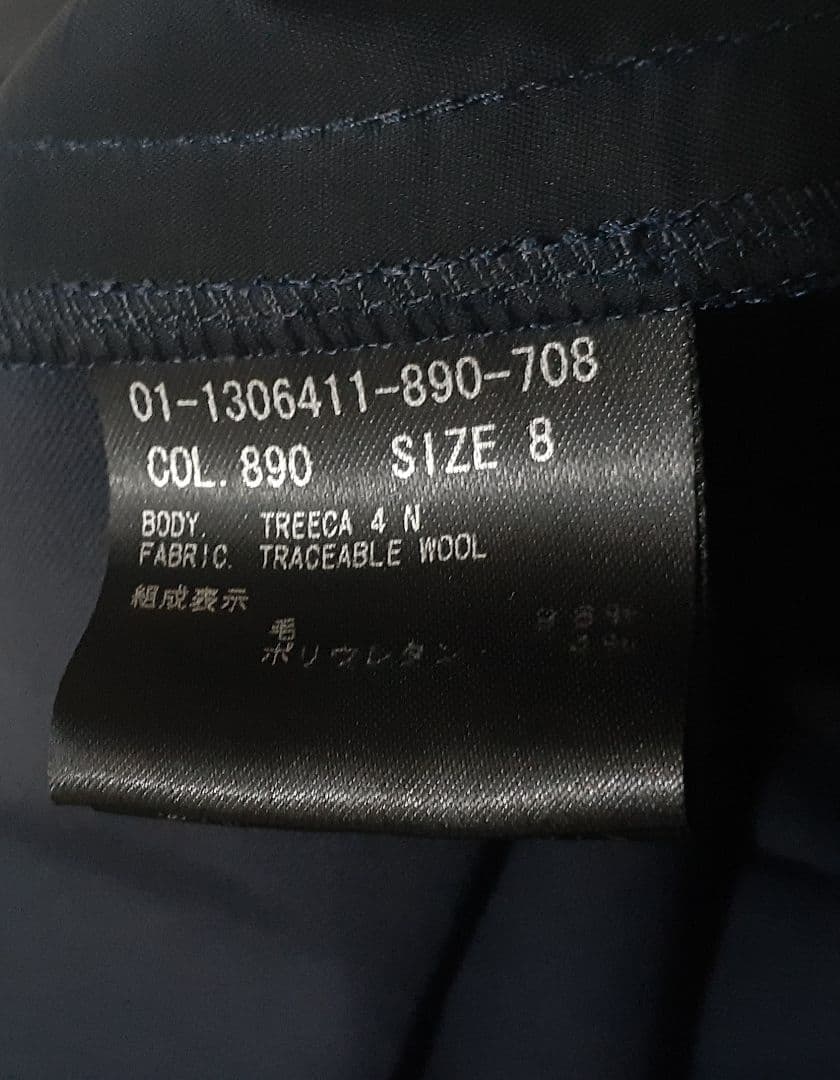 01-1306411-890-708
COL. 890 SIZE 8
BODY. TREECA 4 N
FABRIC. TRACEABLE WOOL
組成表示
毛
ポリウレタン